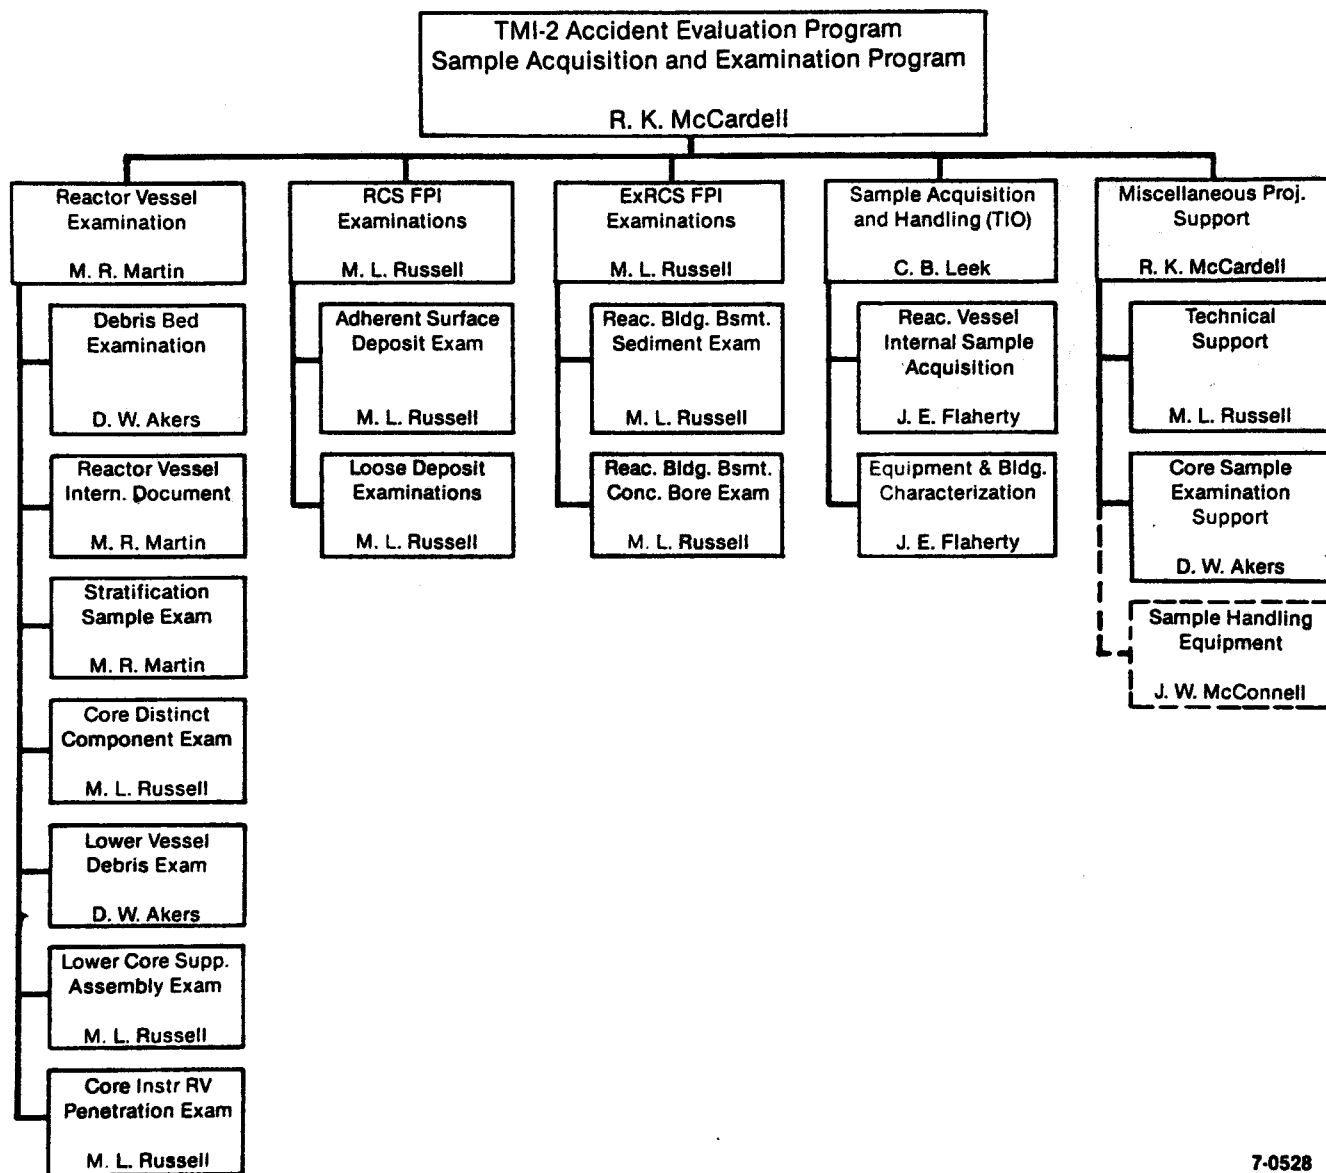 TMI-2 Accident Evaluation Program
Sample Acquisition and Examination Program
R. K. McCardell
Reactor Vessel
Examination
M. R. Martin
Debris Bed
Examination
D. W. Akers
Reactor Vessel
Intern. Document
M. R. Martin
Stratification
Sample Exam
M. R. Martin
Core Distinct
Component Exam
M. L. Russell
Lower Vessel
Debris Exam
D. W. Akers
Lower Core Supp.
Assembly Exam
M. L. Russell
Core Instr RV
Penetration Exam
M. L. Russell
RCS FPI
Examinations
M. L. Russell
Adherent Surface
Deposit Exam
M. L. Russell
Loose Deposit
Examinations
M. L. Russell
ExRCS FPI
Examinations
M. L. Russell
Reac. Bldg. Bsmt.
Sediment Exam
M. L. Russell
Reac. Bldg. Bsmt.
Conc. Bore Exam
M. L. Russell
Sample Acquisition
and Handling (TIO)
C. B. Leek
Reac. Vessel
Internal Sample
Acquisition
J. E. Flaherty
Equipment & Bldg.
Characterization
J. E. Flaherty
Miscellaneous Proj.
Support
R. K. McCardell
Technical
Support
M. L. Russell
Core Sample
Examination
Support
D. W. Akers
Sample Handling
Equipment
J. W. McConnell
7-0528